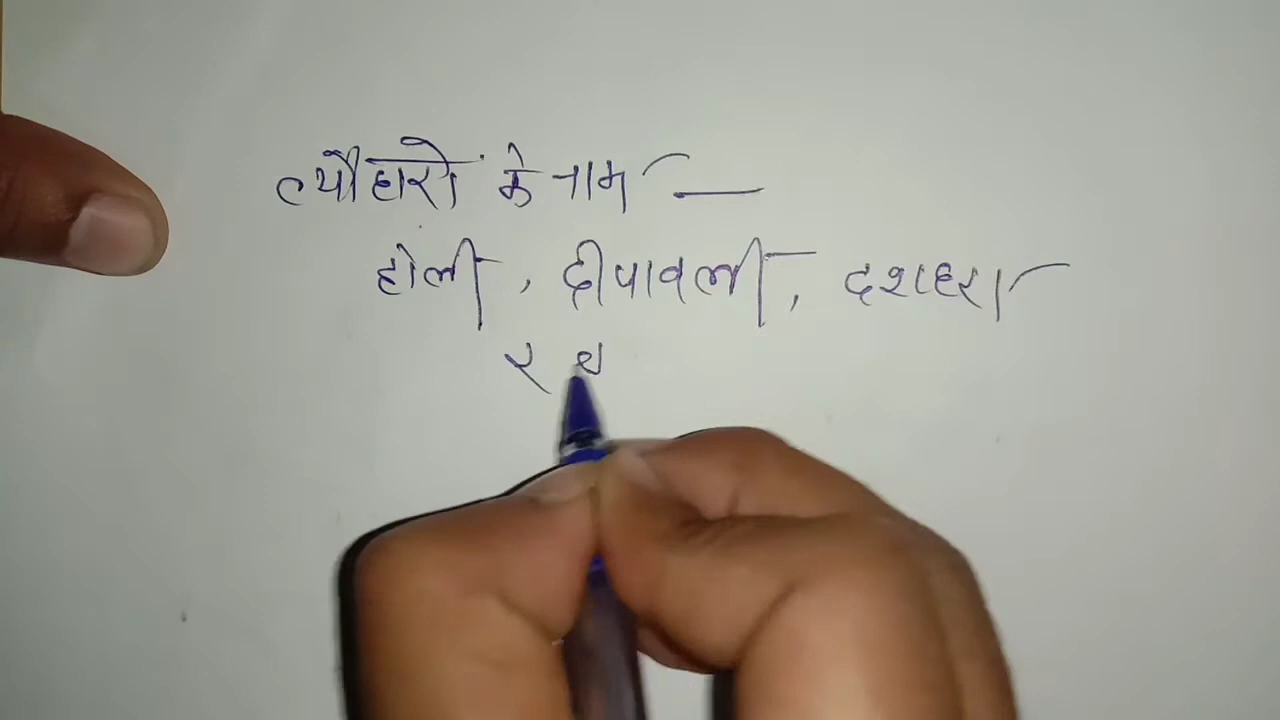 त्यौहारों के नाम —
होली , दीपावली , दशहरा